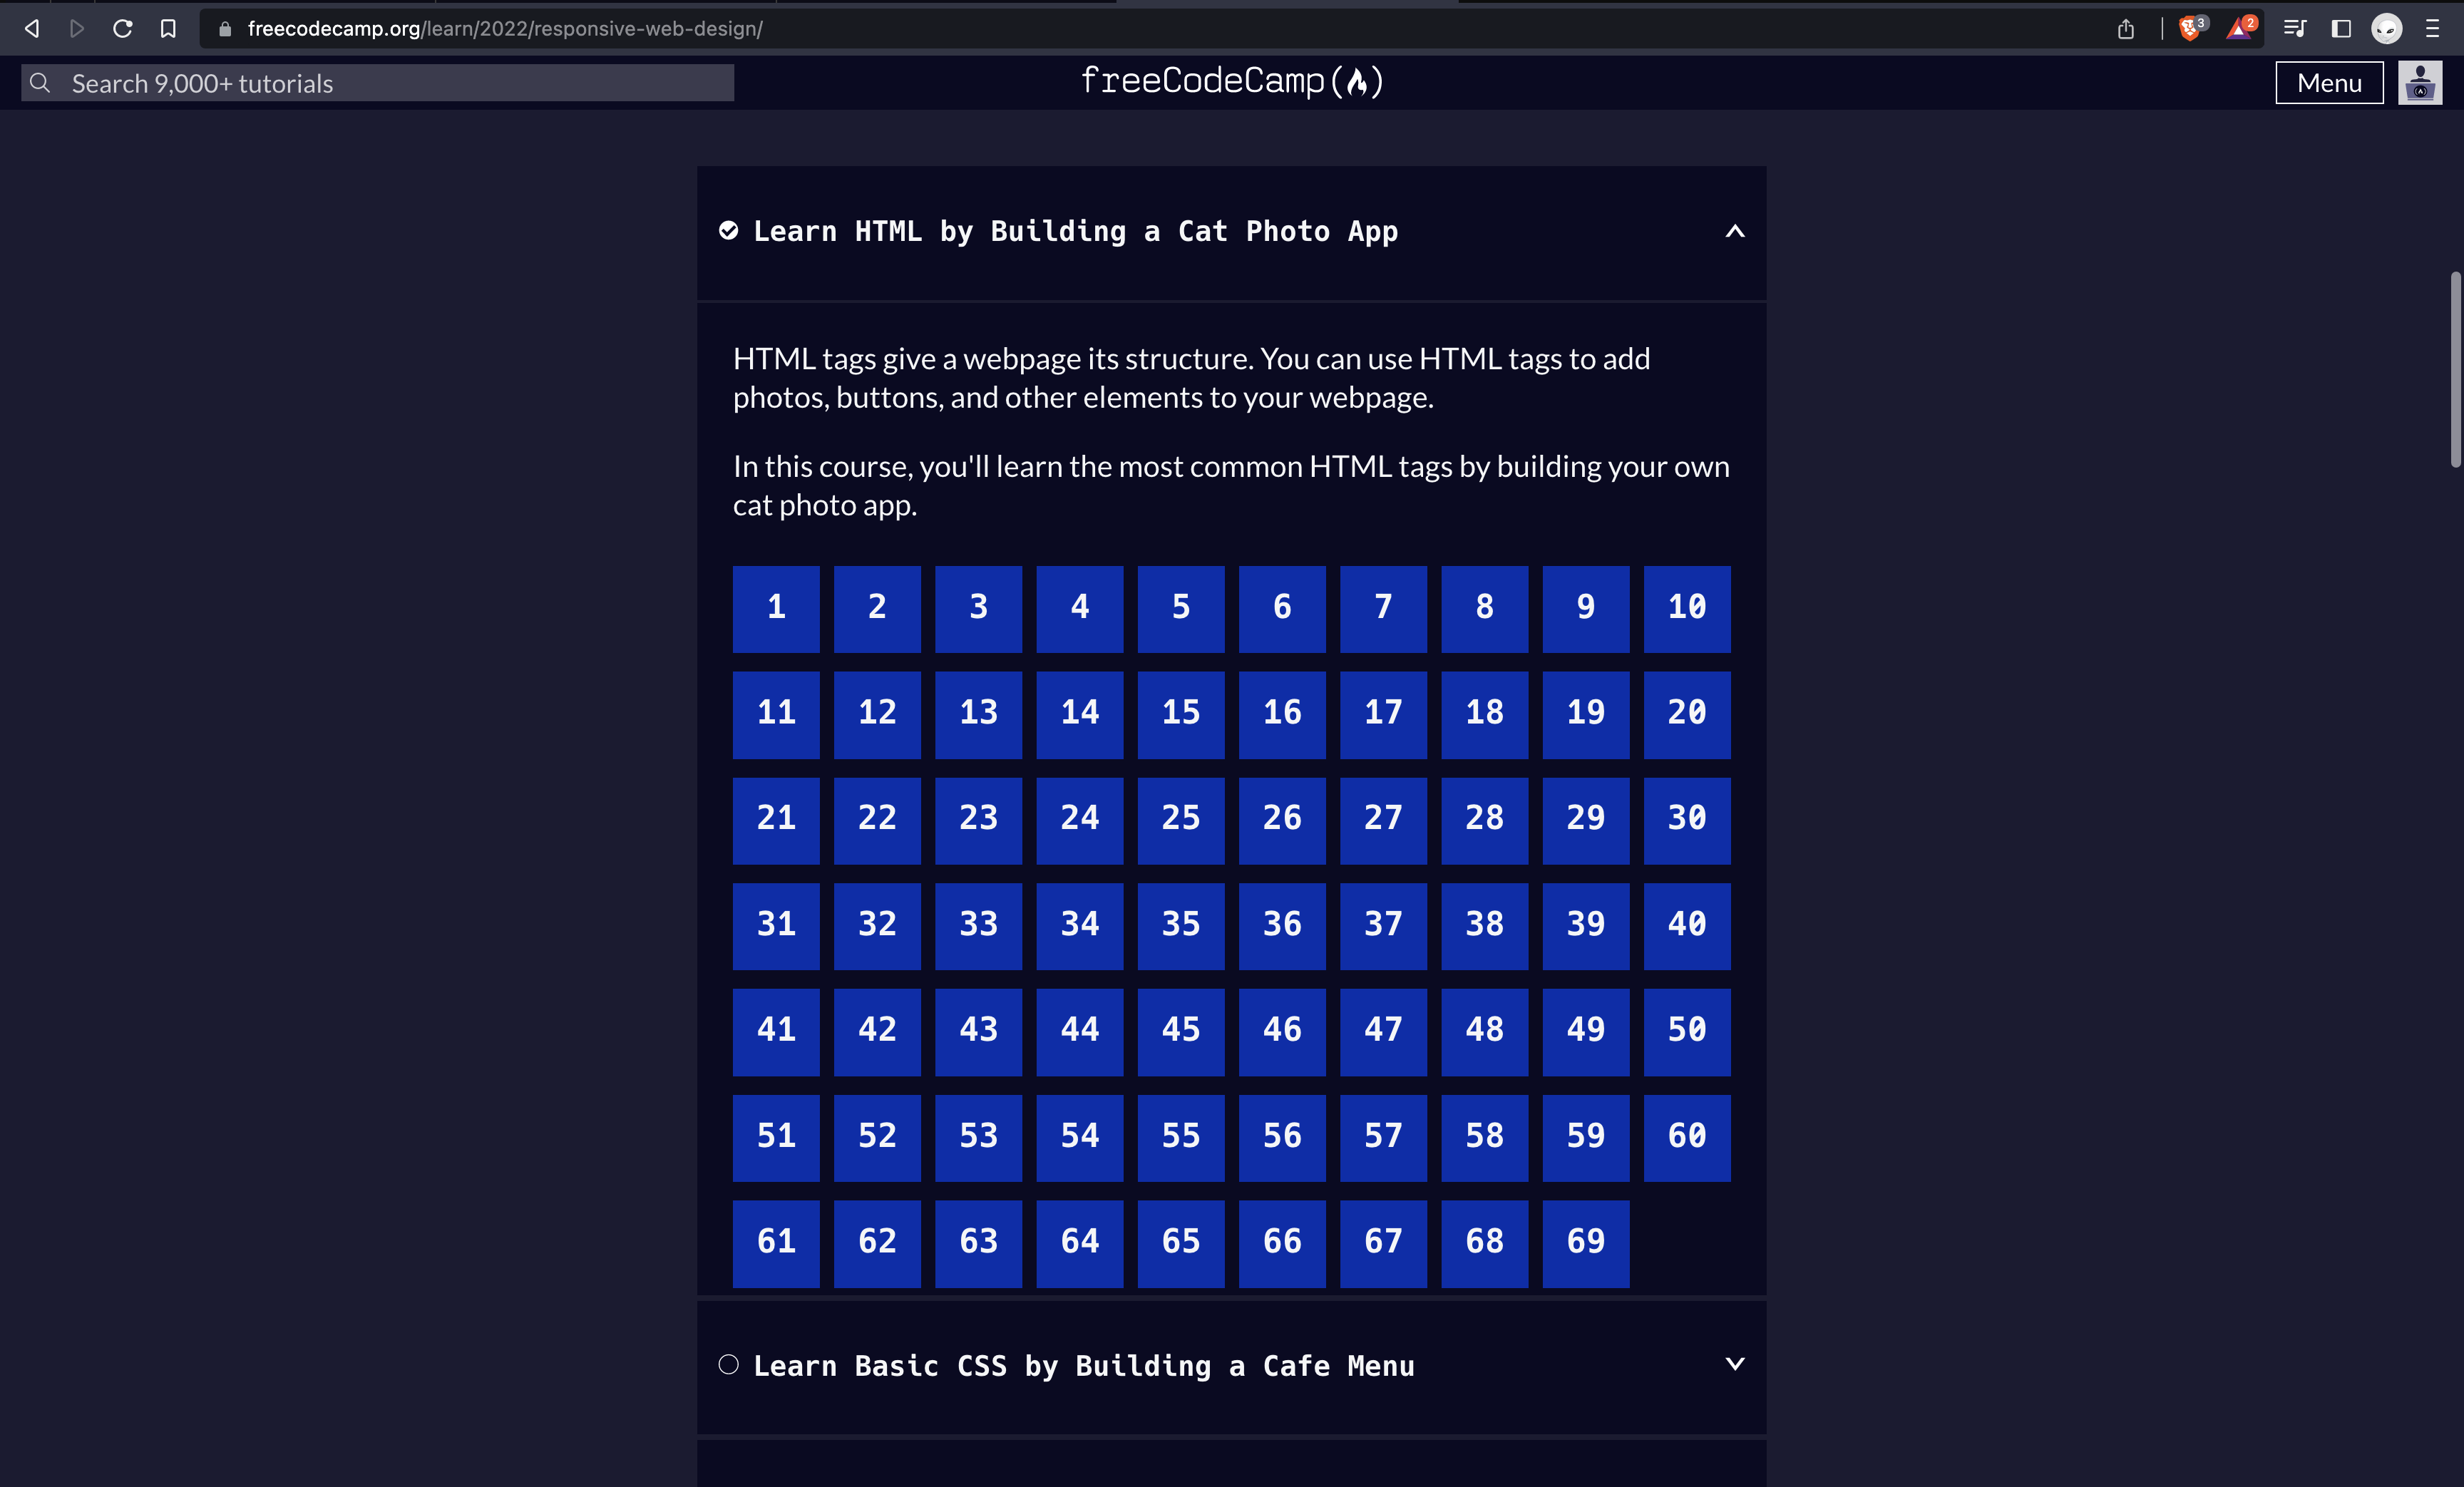 freecodecamp.org/learn/2022/responsive-web-design/
3
2
Search 9,000+ tutorials
freeCodeCamp
Menu
Learn HTML by Building a Cat Photo App
HTML tags give a webpage its structure. You can use HTML tags to add
photos, buttons, and other elements to your webpage.
In this course, you'll learn the most common HTML tags by building your own
cat photo app.
1 2 3 4 5 6 7 8 9 10
11 12 13 14 15 16 17 18 19 20
21 22 23 24 25 26 27 28 29 30
31 32 33 34 35 36 37 38 39 40
41 42 43 44 45 46 47 48 49 50
51 52 53 54 55 56 57 58 59 60
61 62 63 64 65 66 67 68 69
Learn Basic CSS by Building a Cafe Menu